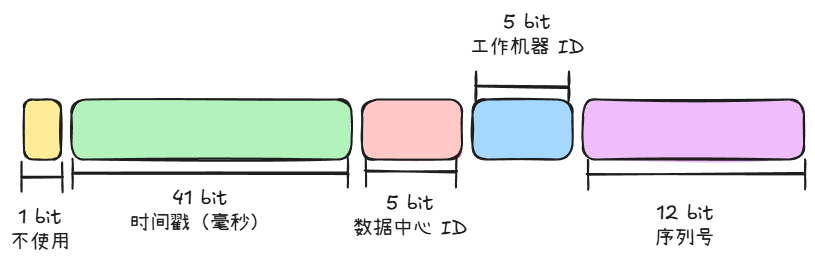 1 bit
不使用
41 bit
时间戳（毫秒）
5 bit
数据中心 ID
5 bit
工作机器 ID
12 bit
序列号